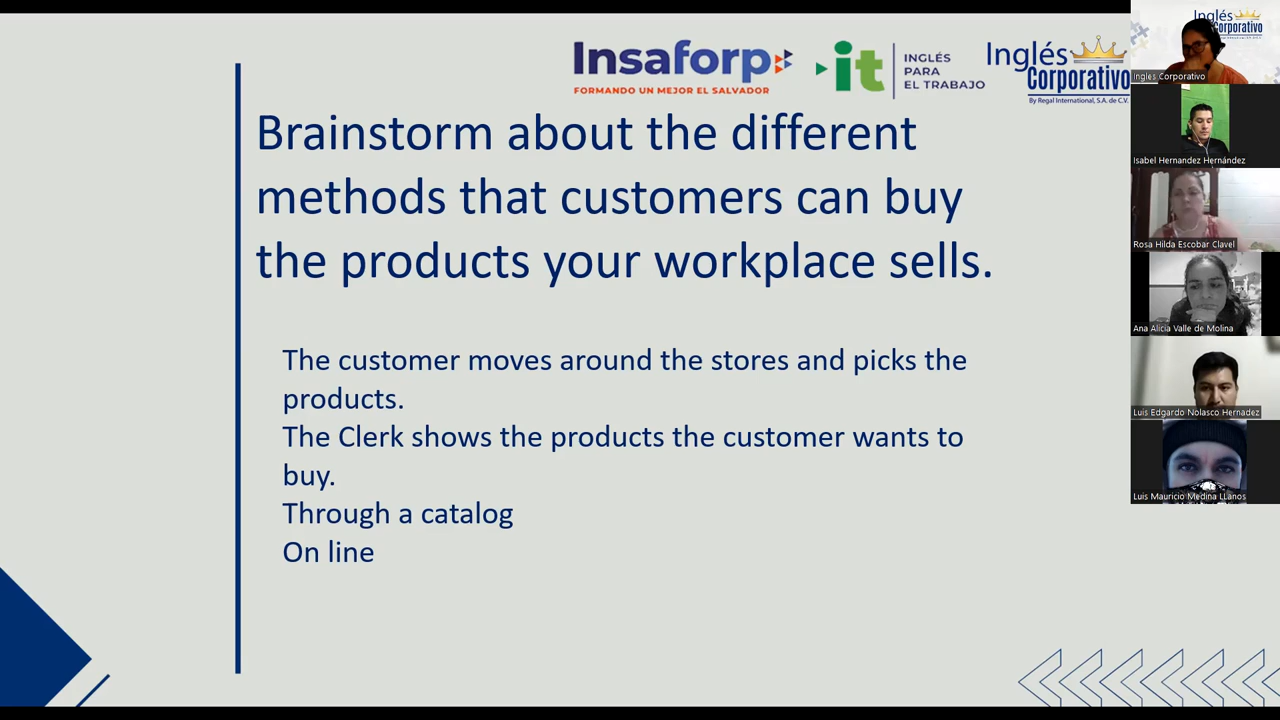 Insaforp
FORMANDO UN MEJOR EL SALVADOR
it
INGLÉS
PARA
EL TRABAJO
Inglés
Corporativo
By Regal International, S.A. de C.V.
Brainstorm about the different
methods that customers can buy
the products your workplace sells.
The customer moves around the stores and picks the
products.
The Clerk shows the products the customer wants to
buy.
Through a catalog
On line
Inglés
Corporativo
Ingles Corporativo
Isabel Hernandez Hernández
Rosa Hilda Escobar Clavel
Ana Alicia Valle de Molina
Luis Edgardo Nolasco Hernadez
Luis Mauricio Medina LLanos